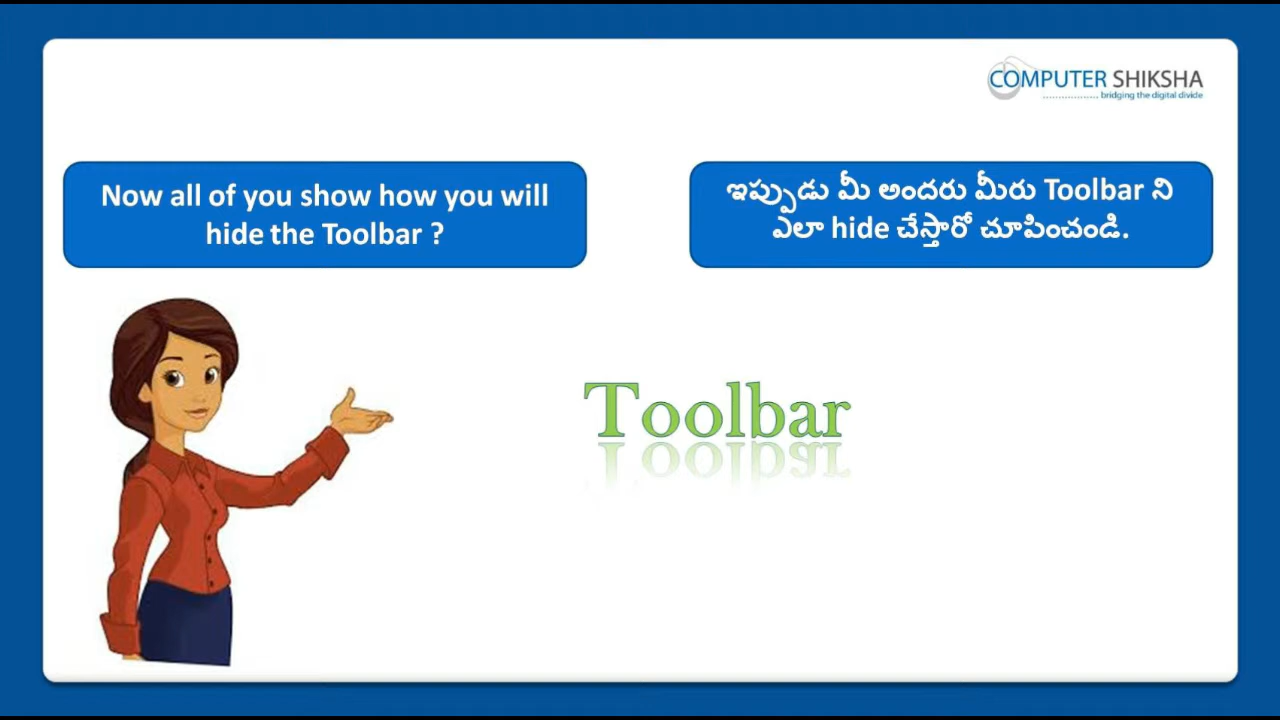 COMPUTER SHIKSHA
bridging the digital divide
Now all of you show how you will
hide the Toolbar ?
ఇప్పుడు మీ అందరు మీరు Toolbar ని
ఎలా hide చేస్తారో చూపించండి.
Toolbar